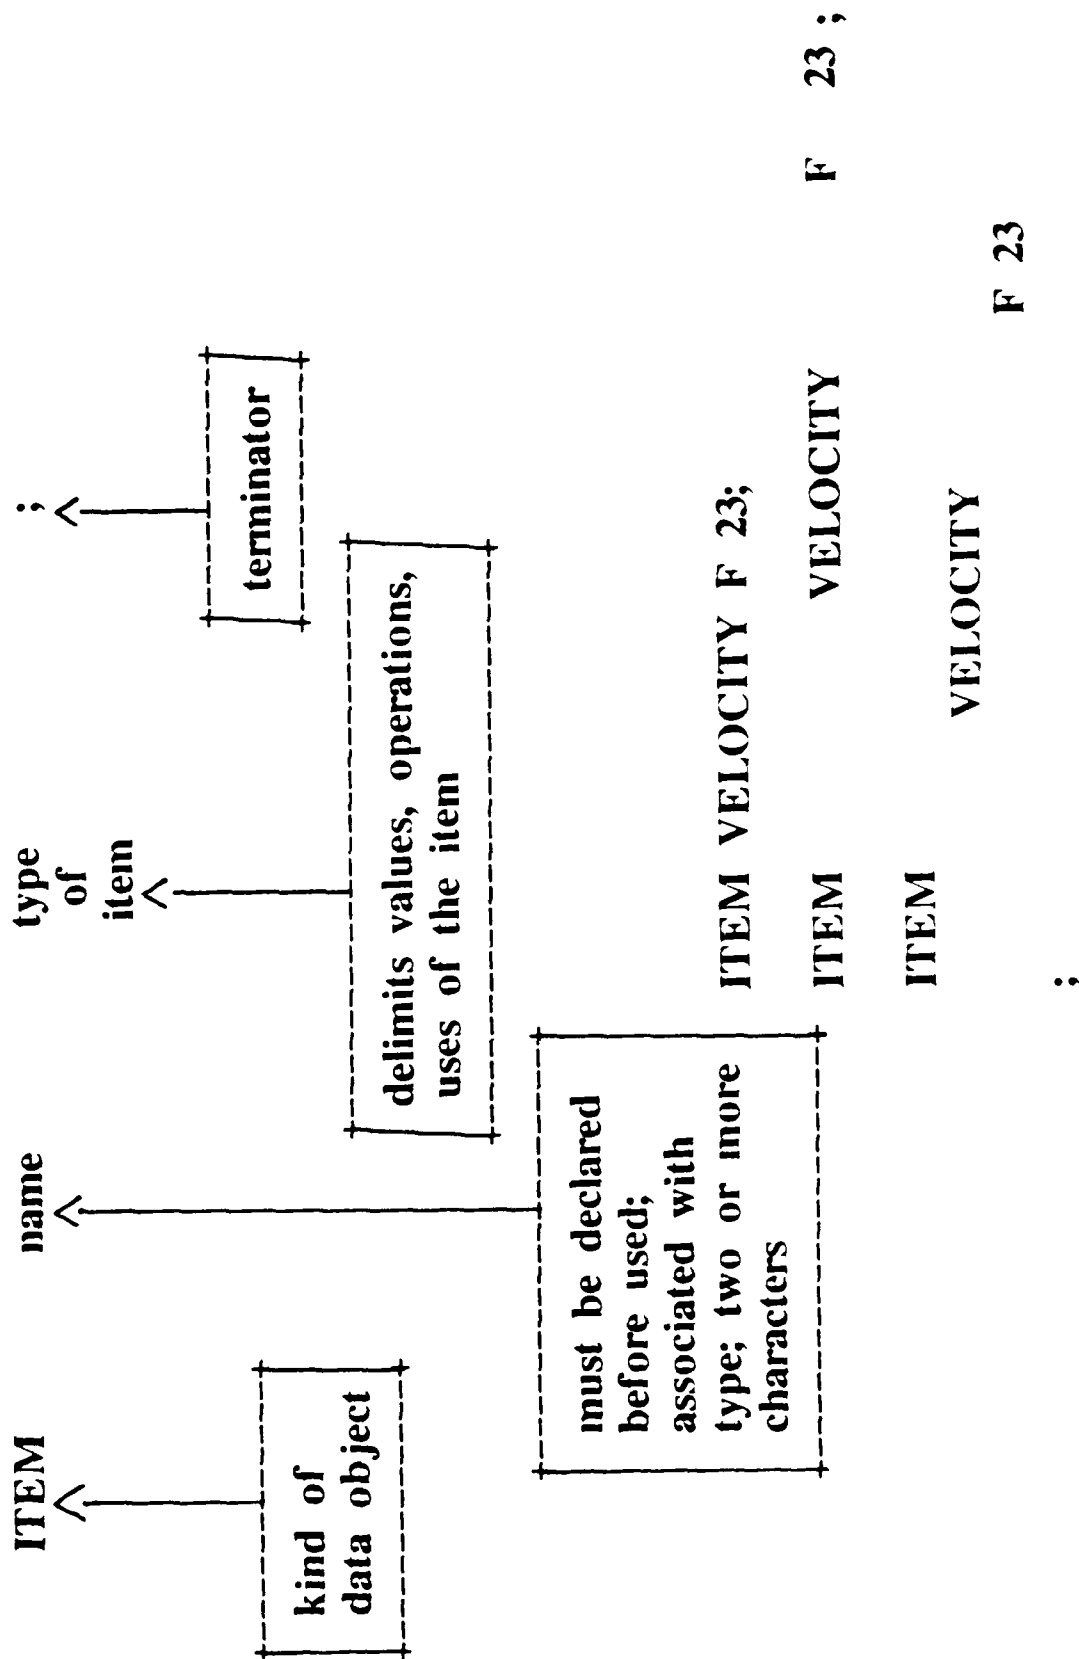 ITEM name type of item ;
kind of
data object
must be declared
before used;
associated with
type; two or more
characters
delimits values, operations,
uses of the item
terminator
ITEM VELOCITY F 23;
ITEM VELOCITY F 23 ;
ITEM
VELOCITY
F 23
;